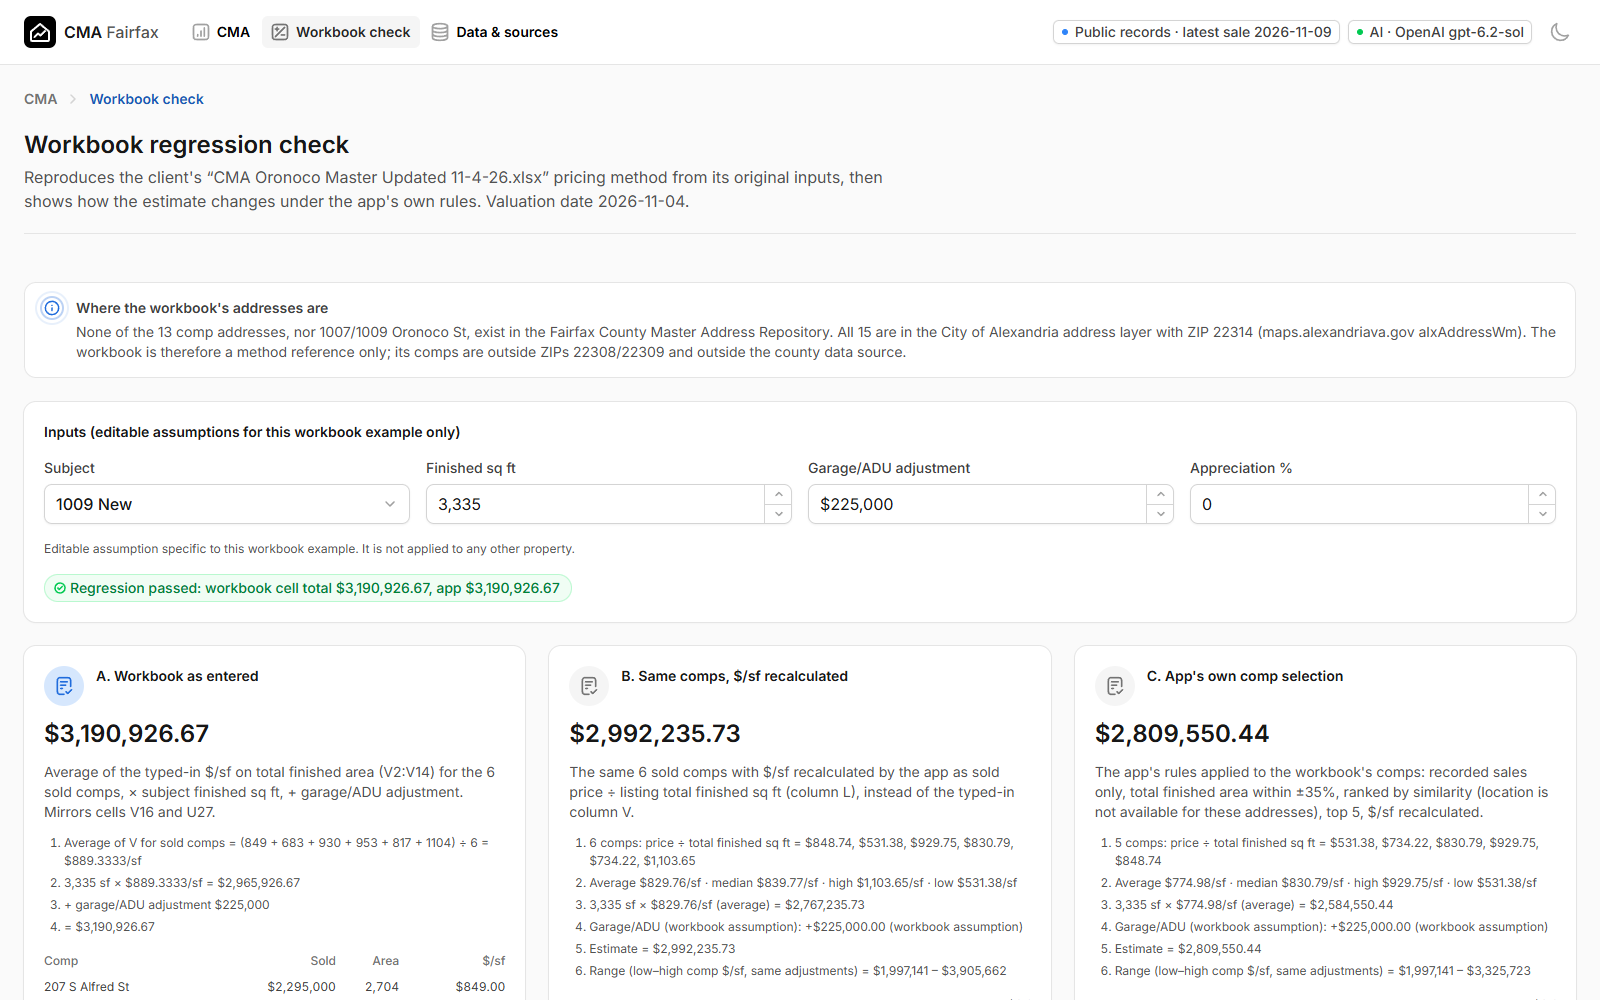 CMA Fairfax
CMA
Workbook check
Data & sources
Public records · latest sale 2026-11-09
AI · OpenAI gpt-6.2-sol
CMA
Workbook check
Workbook regression check
Reproduces the client's “CMA Oronoco Master Updated 11-4-26.xlsx” pricing method from its original inputs, then
shows how the estimate changes under the app's own rules. Valuation date 2026-11-04.
Where the workbook's addresses are
None of the 13 comp addresses, nor 1007/1009 Oronoco St, exist in the Fairfax County Master Address Repository. All 15 are in the City of Alexandria address layer with ZIP 22314 (maps.alexandriava.gov alxAddressWm). The
workbook is therefore a method reference only; its comps are outside ZIPs 22308/22309 and outside the county data source.
Inputs (editable assumptions for this workbook example only)
Subject
Finished sq ft
Garage/ADU adjustment
Appreciation %
1009 New
3,335
$225,000
0
Editable assumption specific to this workbook example. It is not applied to any other property.
Regression passed: workbook cell total $3,190,926.67, app $3,190,926.67
A. Workbook as entered
$3,190,926.67
Average of the typed-in $/sf on total finished area (V2:V14) for the 6
sold comps, × subject finished sq ft, + garage/ADU adjustment.
Mirrors cells V16 and U27.
1. Average of V for sold comps = (849 + 683 + 930 + 953 + 817 + 1104) ÷ 6 =
$889.3333/sf
2. 3,335 sf × $889.3333/sf = $2,965,926.67
3. + garage/ADU adjustment $225,000
4. = $3,190,926.67
Comp Sold Area $/sf
207 S Alfred St $2,295,000 2,704 $849.00
B. Same comps, $/sf recalculated
$2,992,235.73
The same 6 sold comps with $/sf recalculated by the app as sold
price ÷ listing total finished sq ft (column L), instead of the typed-in
column V.
1. 6 comps: price ÷ total finished sq ft = $848.74, $531.38, $929.75, $830.79,
$734.22, $1,103.65
2. Average $829.76/sf · median $839.77/sf · high $1,103.65/sf · low $531.38/sf
3. 3,335 sf × $829.76/sf (average) = $2,767,235.73
4. Garage/ADU (workbook assumption): +$225,000.00 (workbook assumption)
5. Estimate = $2,992,235.73
6. Range (low–high comp $/sf, same adjustments) = $1,997,141 – $3,905,662
C. App's own comp selection
$2,809,550.44
The app's rules applied to the workbook's comps: recorded sales
only, total finished area within ±35%, ranked by similarity (location is
not available for these addresses), top 5, $/sf recalculated.
1. 5 comps: price ÷ total finished sq ft = $531.38, $734.22, $830.79, $929.75,
$848.74
2. Average $774.98/sf · median $830.79/sf · high $929.75/sf · low $531.38/sf
3. 3,335 sf × $774.98/sf (average) = $2,584,550.44
4. Garage/ADU (workbook assumption): +$225,000.00 (workbook assumption)
5. Estimate = $2,809,550.44
6. Range (low–high comp $/sf, same adjustments) = $1,997,141 – $3,325,723